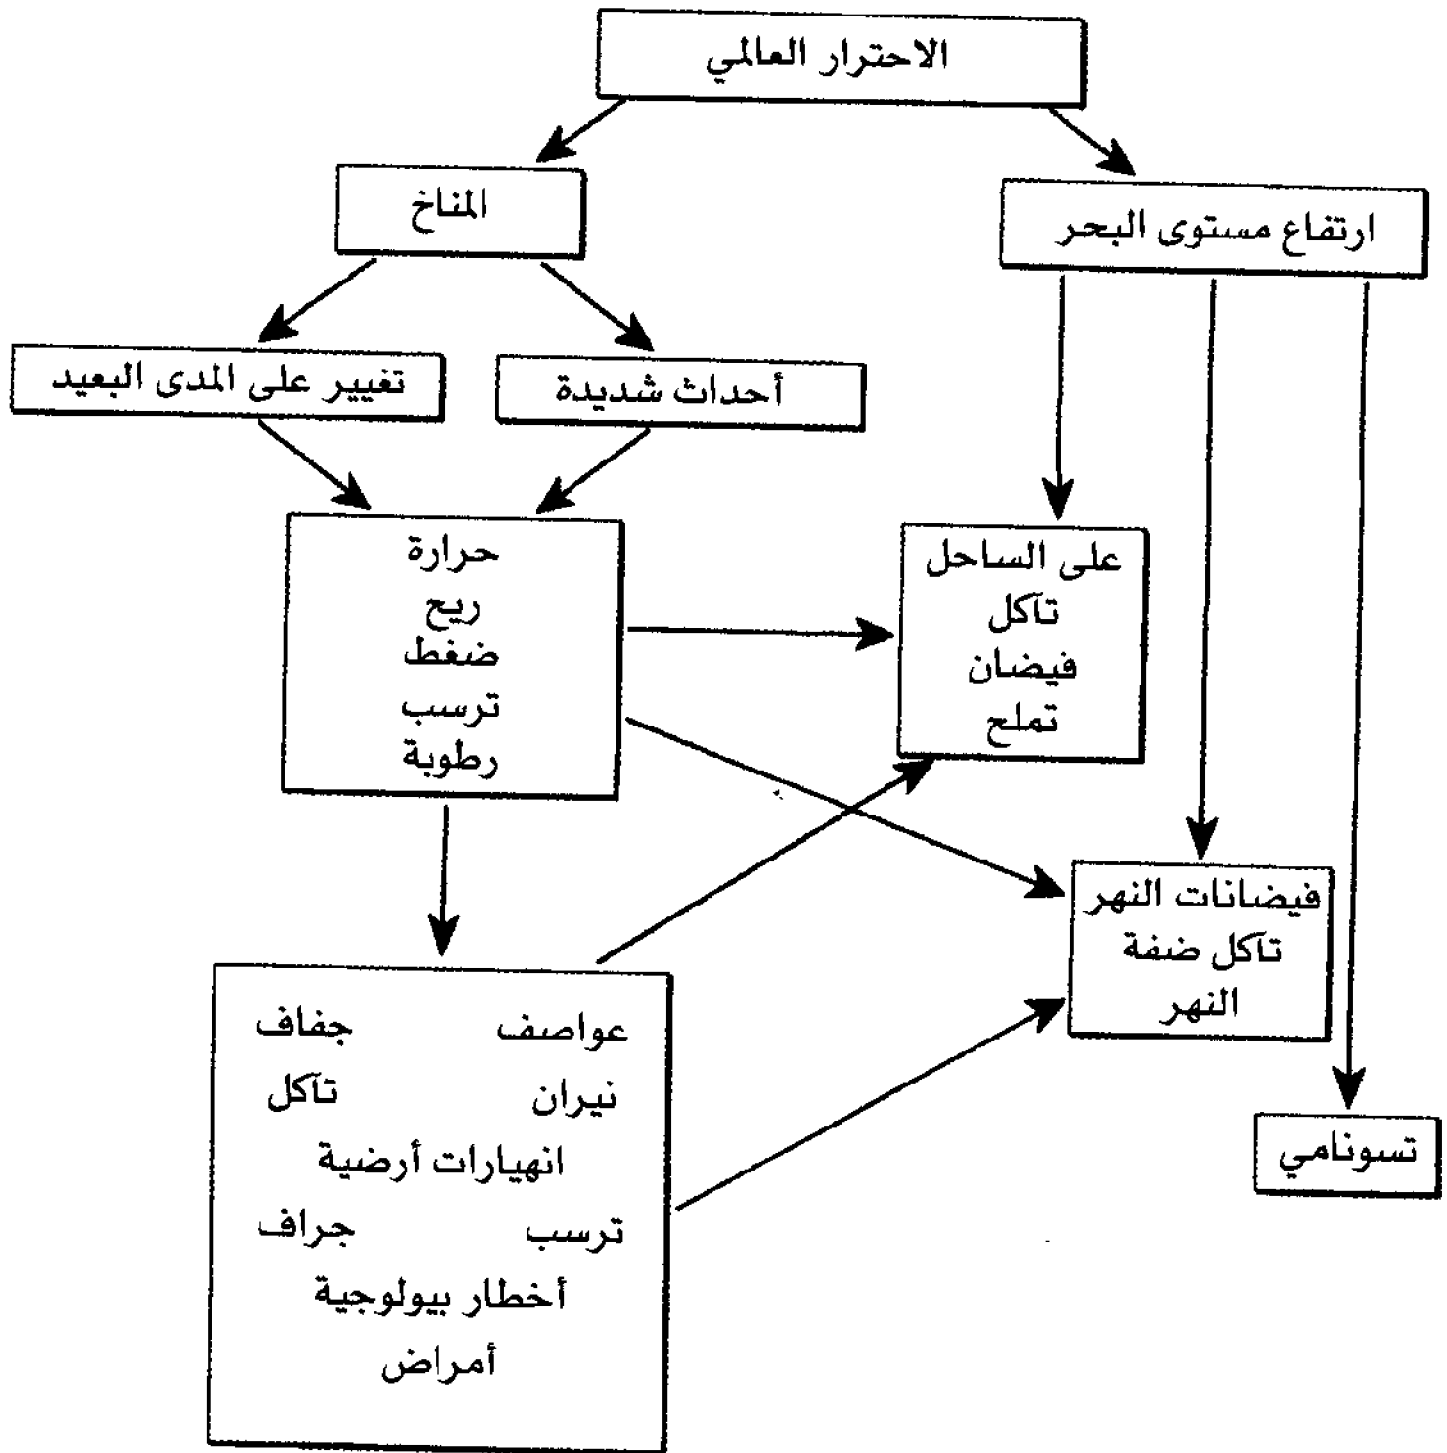 الاحترار العالمي
المناخ
ارتفاع مستوى البحر
تغيير على المدى البعيد
أحداث شديدة
حرارة
ريح
ضغط
ترسب
رطوبة
على الساحل
تآكل
فيضان
تملح
فيضانات النهر
تآكل ضفة
النهر
تسونامي
عواصف جفاف
نيران تآكل
انهيارات أرضية
ترسب جراف
أخطار بيولوجية
أمراض